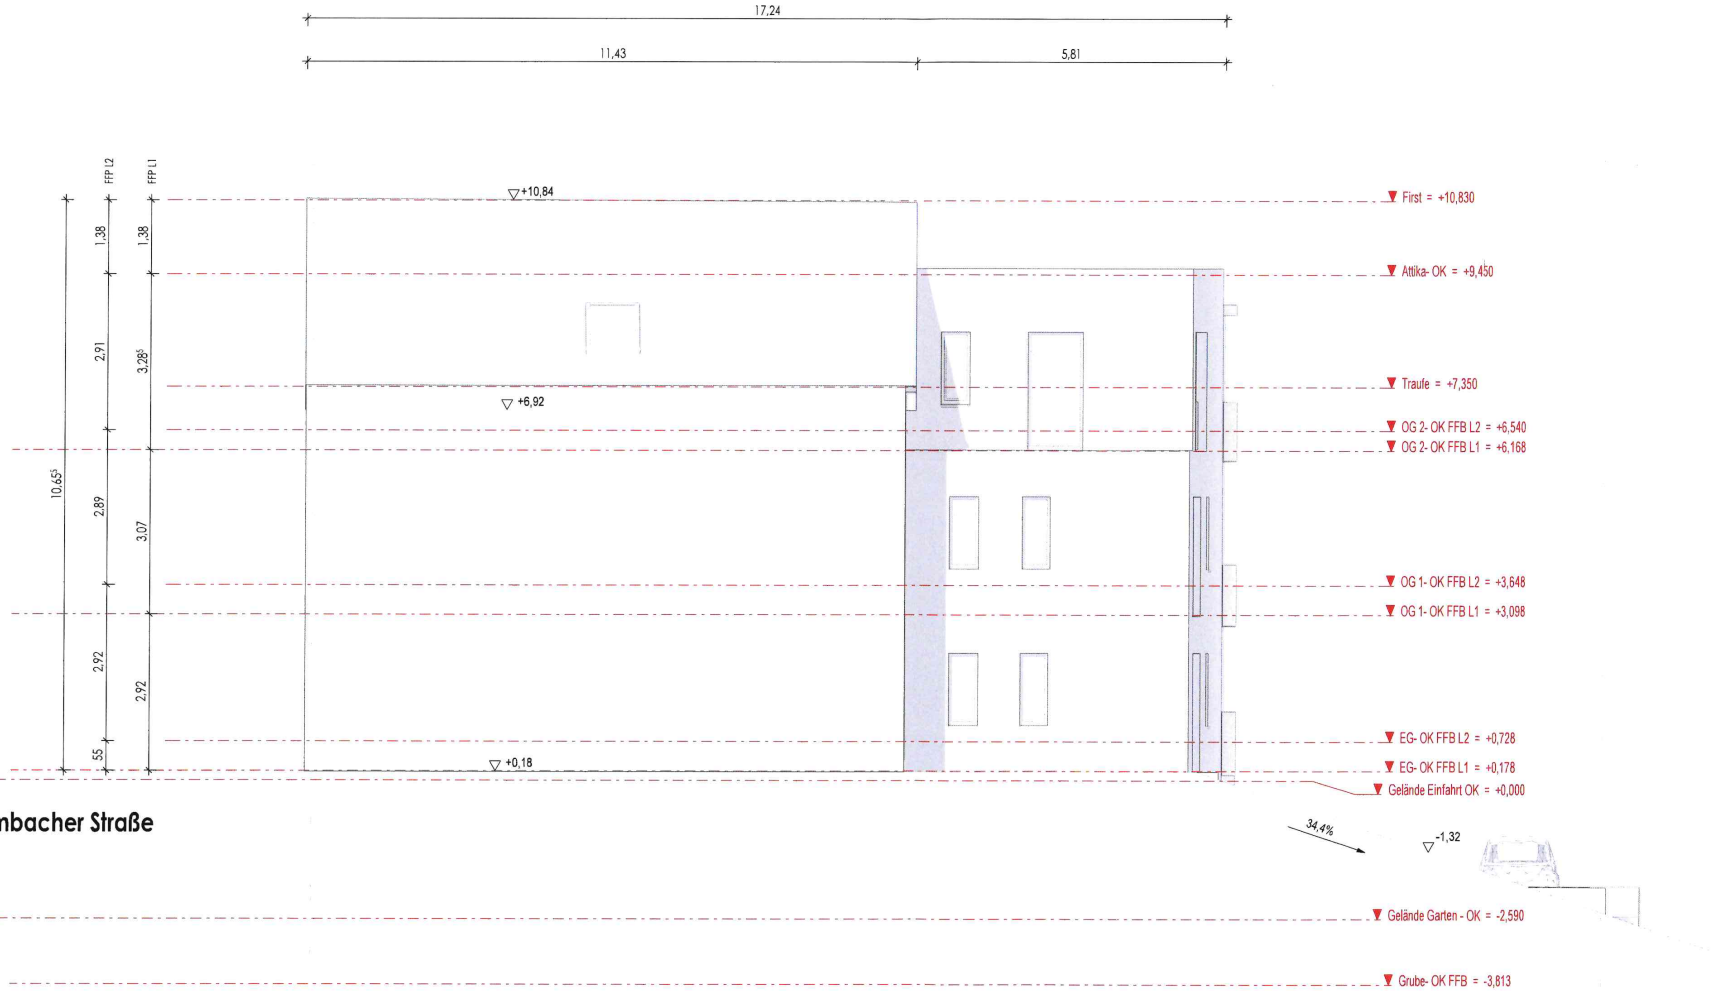 17,24
11,43
5,81
FFP L2
FFP L1
+10,84
First = +10,830
1,38
1,38
Attika- OK = +9,450
2,91
3,28⁵
Traufe = +7,350
+6,92
OG 2- OK FFB L2 = +6,540
OG 2- OK FFB L1 = +6,168
10,65⁵
2,89
3,07
OG 1- OK FFB L2 = +3,648
OG 1- OK FFB L1 = +3,098
2,92
2,92
EG- OK FFB L2 = +0,728
55
+0,18
EG- OK FFB L1 = +0,178
Gelände Einfahrt OK = +0,000
mbacher Straße
34,4%
-1,32
Gelände Garten - OK = -2,590
Grube- OK FFB = -3,813